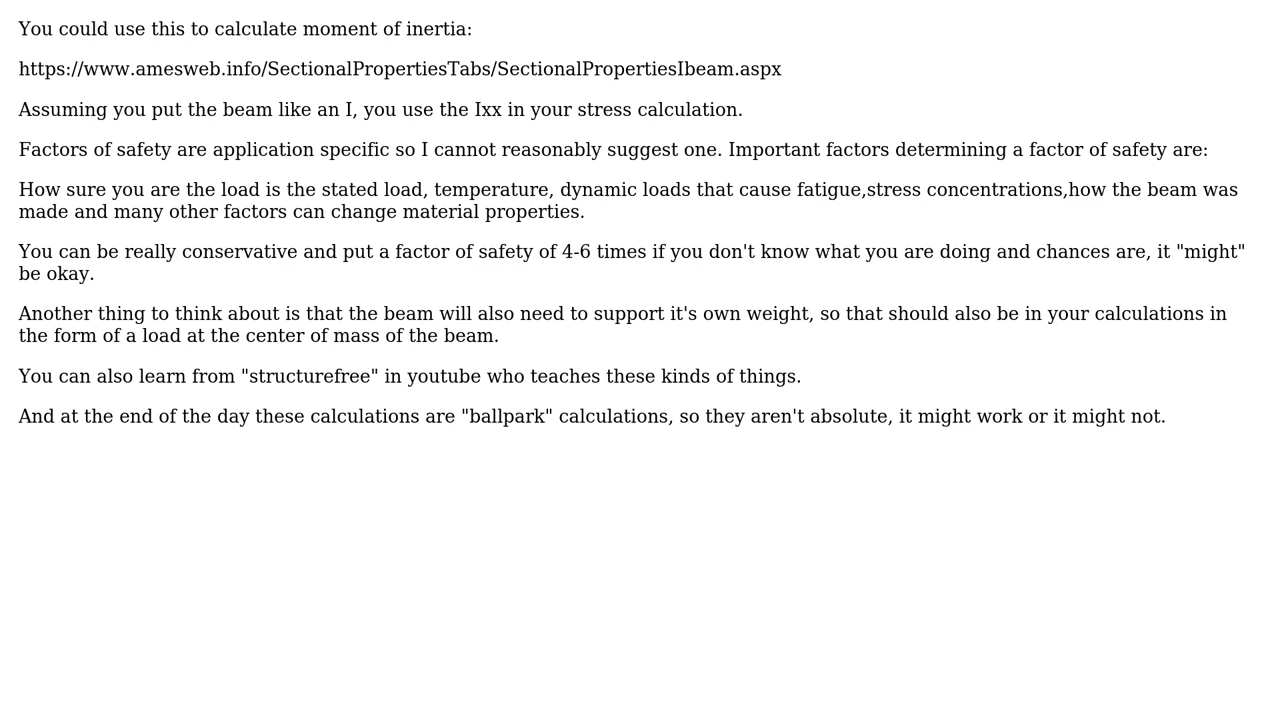 You could use this to calculate moment of inertia:
https://www.amesweb.info/SectionalPropertiesTabs/SectionalPropertiesIbeam.aspx
Assuming you put the beam like an I, you use the Ixx in your stress calculation.
Factors of safety are application specific so I cannot reasonably suggest one. Important factors determining a factor of safety are:
How sure you are the load is the stated load, temperature, dynamic loads that cause fatigue,stress concentrations,how the beam was
made and many other factors can change material properties.
You can be really conservative and put a factor of safety of 4-6 times if you don't know what you are doing and chances are, it "might"
be okay.
Another thing to think about is that the beam will also need to support it's own weight, so that should also be in your calculations in
the form of a load at the center of mass of the beam.
You can also learn from "structurefree" in youtube who teaches these kinds of things.
And at the end of the day these calculations are "ballpark" calculations, so they aren't absolute, it might work or it might not.